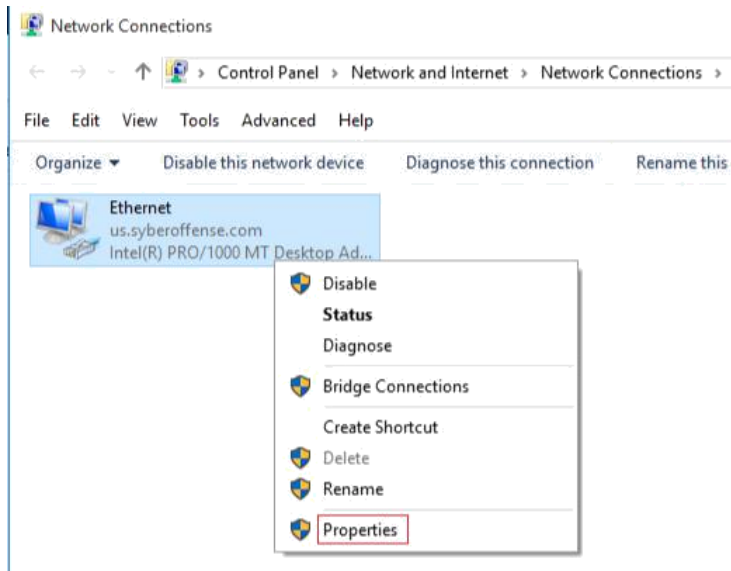 Network Connections
Control Panel > Network and Internet > Network Connections >
File Edit View Tools Advanced Help
Organize Disable this network device Diagnose this connection Rename this
Ethernet
us.syberoffense.com
Intel(R) PRO/1000 MT Desktop Ad...
Disable
Status
Diagnose
Bridge Connections
Create Shortcut
Delete
Rename
Properties